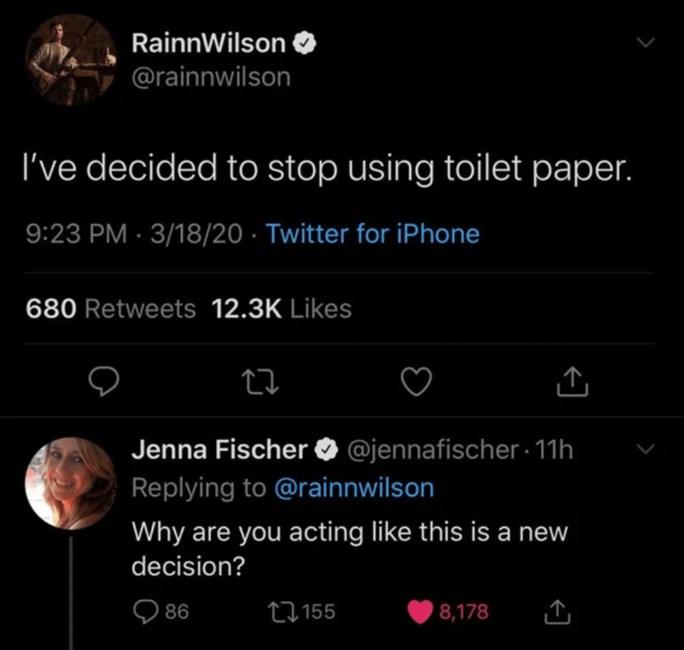 RainnWilson
@rainnwilson
I've decided to stop using toilet paper.
9:23 PM · 3/18/20 · Twitter for iPhone
680 Retweets 12.3K Likes
Jenna Fischer @jennafischer · 11h
Replying to @rainnwilson
Why are you acting like this is a new
decision?
86 155 8,178